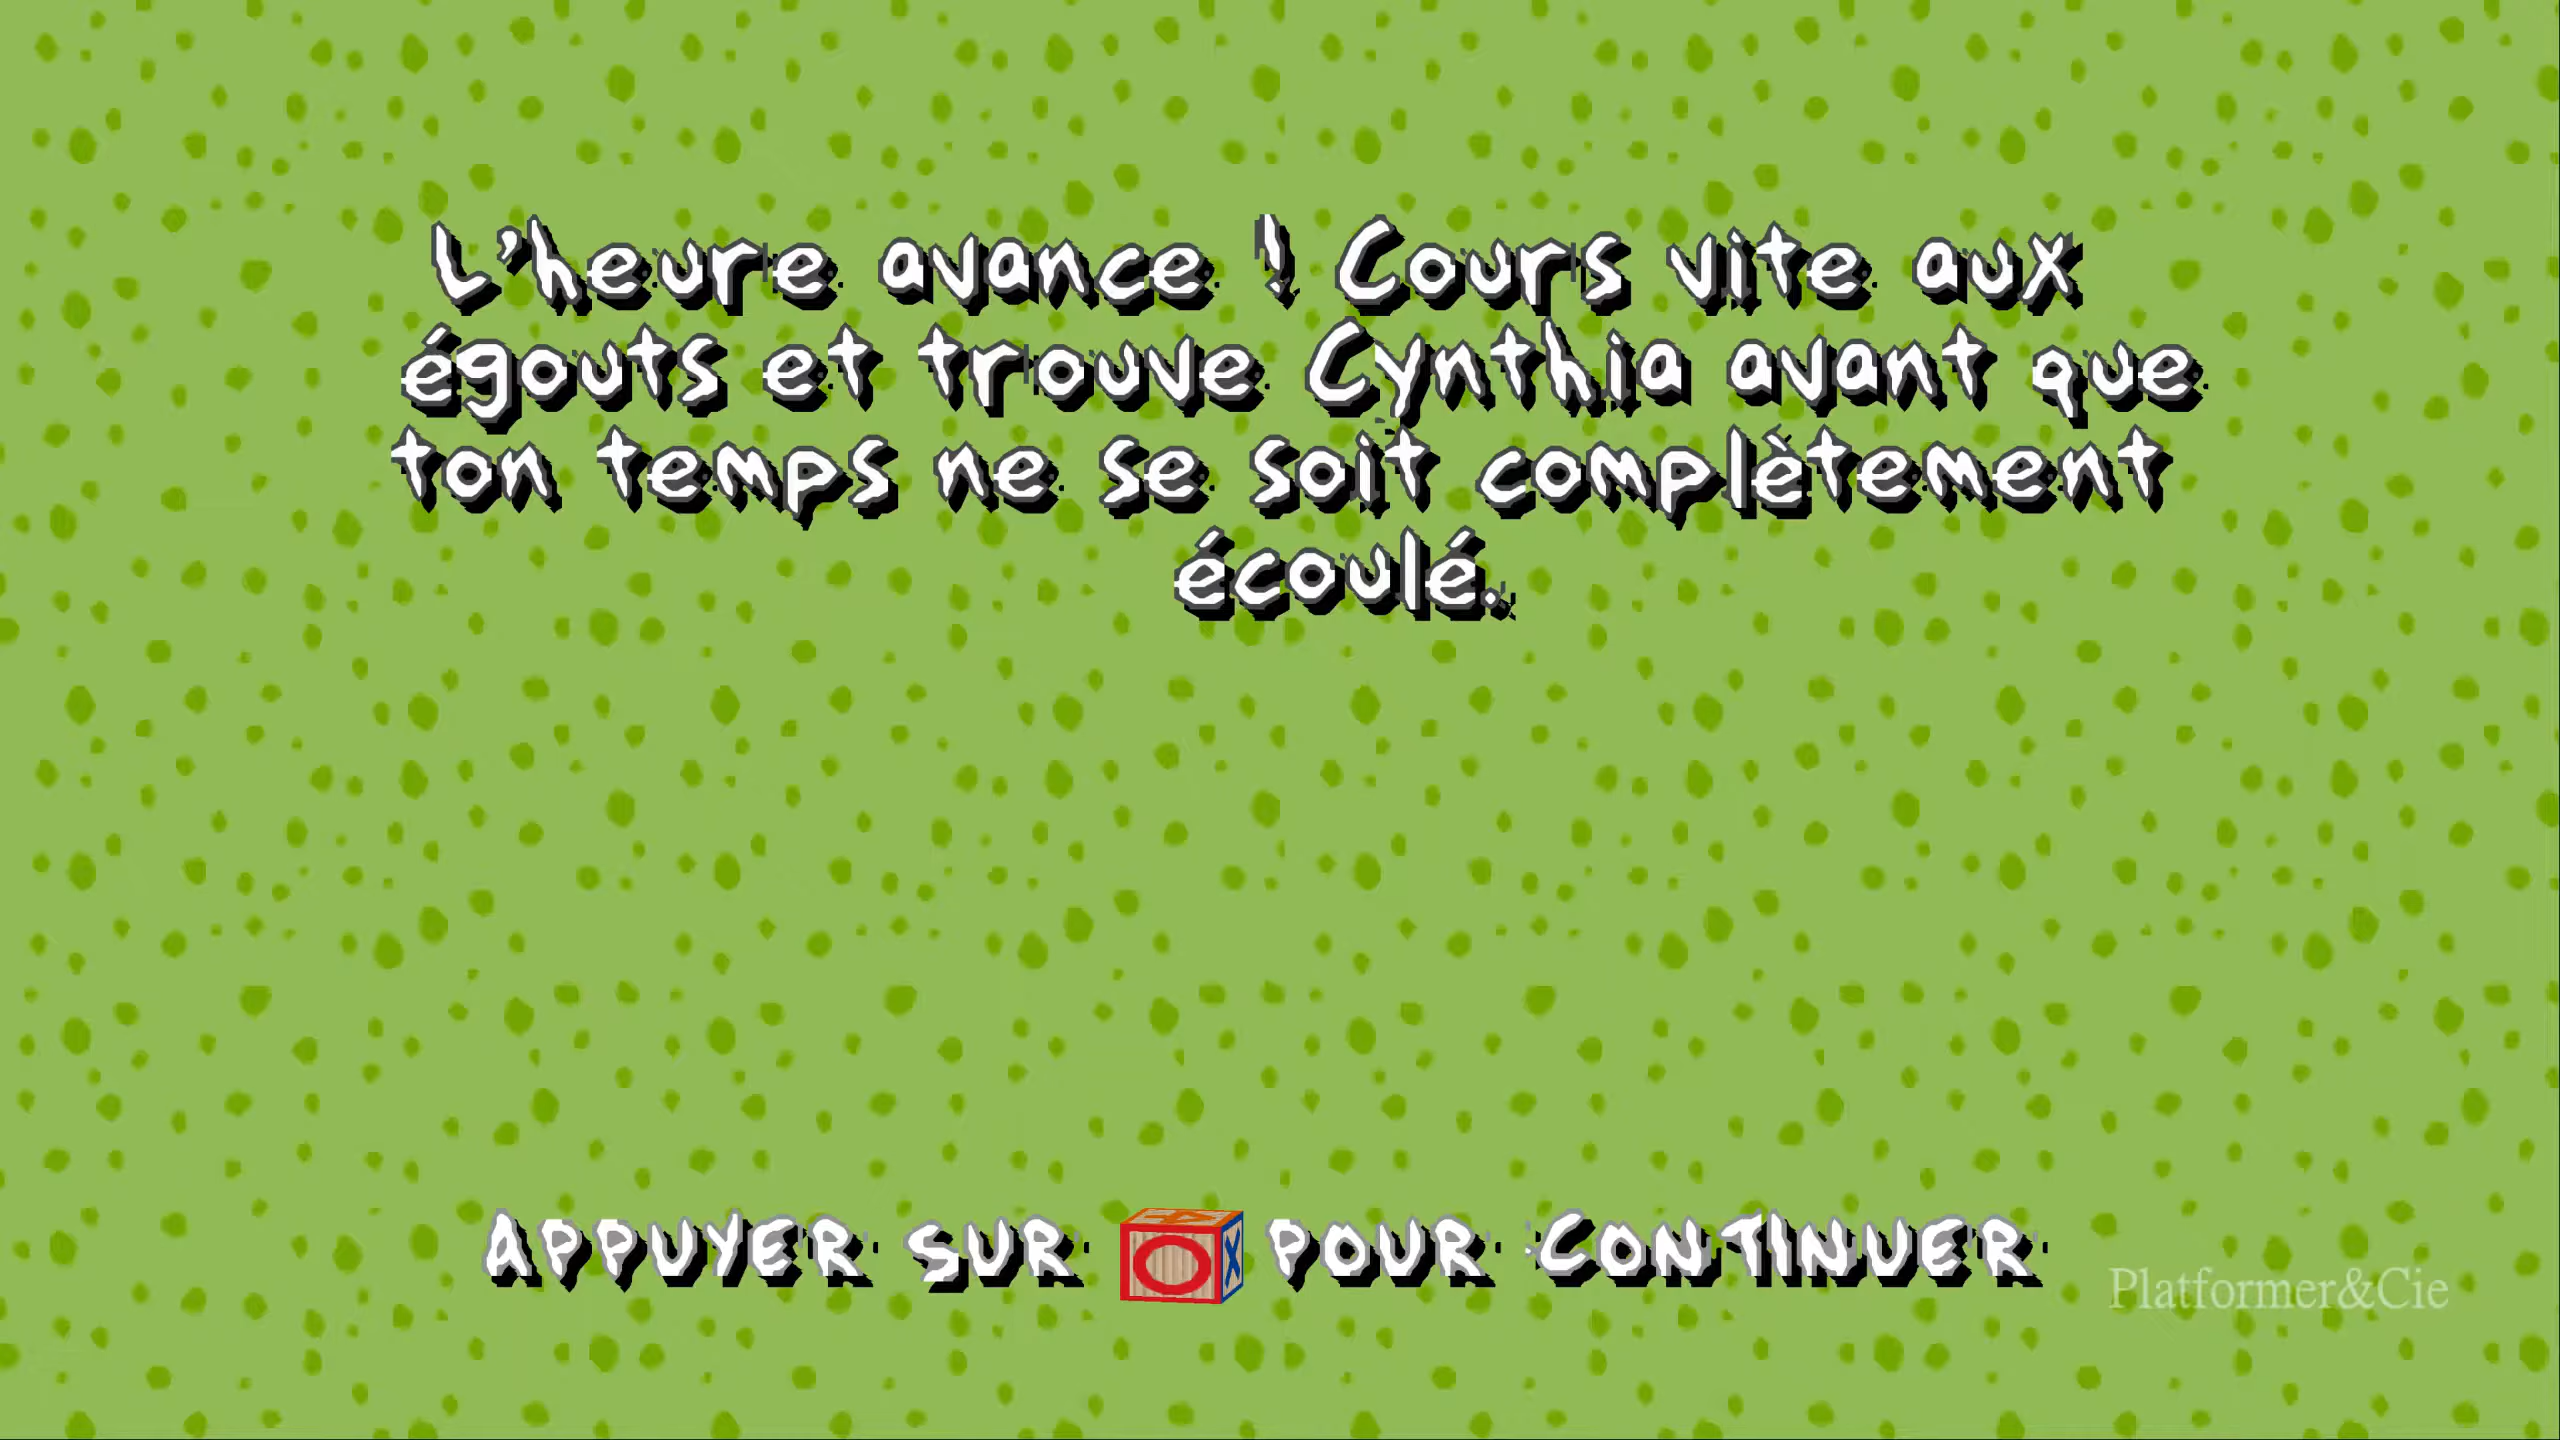 L'heure avance ! Cours vite aux
égouts et trouve Cynthia avant que
ton temps ne se soit complètement
écoulé.
APPUYER SUR O POUR CONTINUER
Platformer&Cie